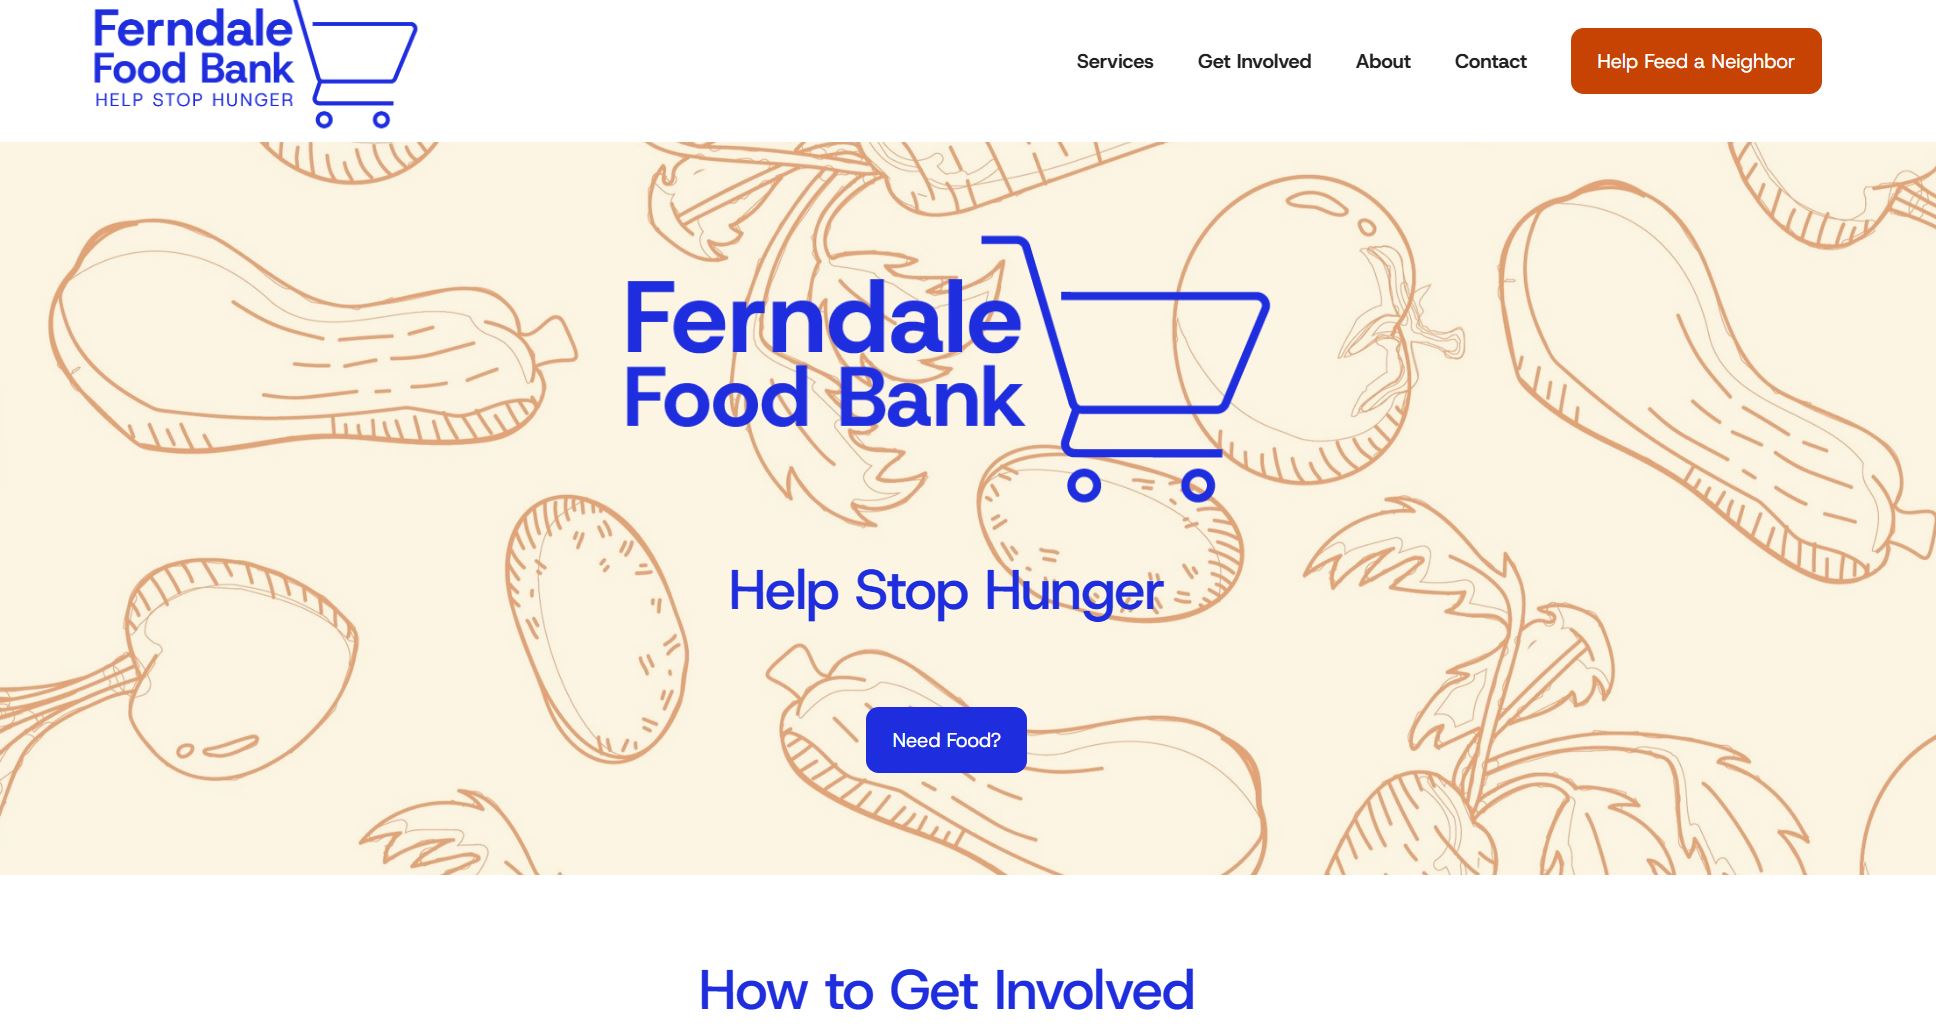 Ferndale
Food Bank
HELP STOP HUNGER
Services
Get Involved
About
Contact
Help Feed a Neighbor
Ferndale
Food Bank
Help Stop Hunger
Need Food?
How to Get Involved